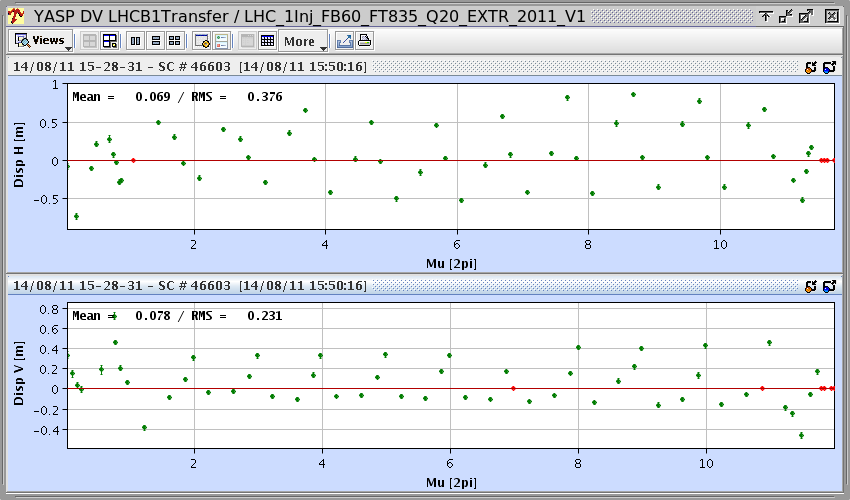 YASP DV LHCB1Transfer / LHC_1Inj_FB60_FT835_Q20_EXTR_2011_V1
Views More
14/08/11 15-28-31 - SC # 46603 [14/08/11 15:50:16]
Mean = 0.069 / RMS = 0.376
Disp H [m]
1
0.5
0
-0.5
2 4 6 8 10
Mu [2pi]
14/08/11 15-28-31 - SC # 46603 [14/08/11 15:50:16]
Mean = 0.078 / RMS = 0.231
Disp V [m]
0.8
0.6
0.4
0.2
0
-0.2
-0.4
2 4 6 8 10
Mu [2pi]